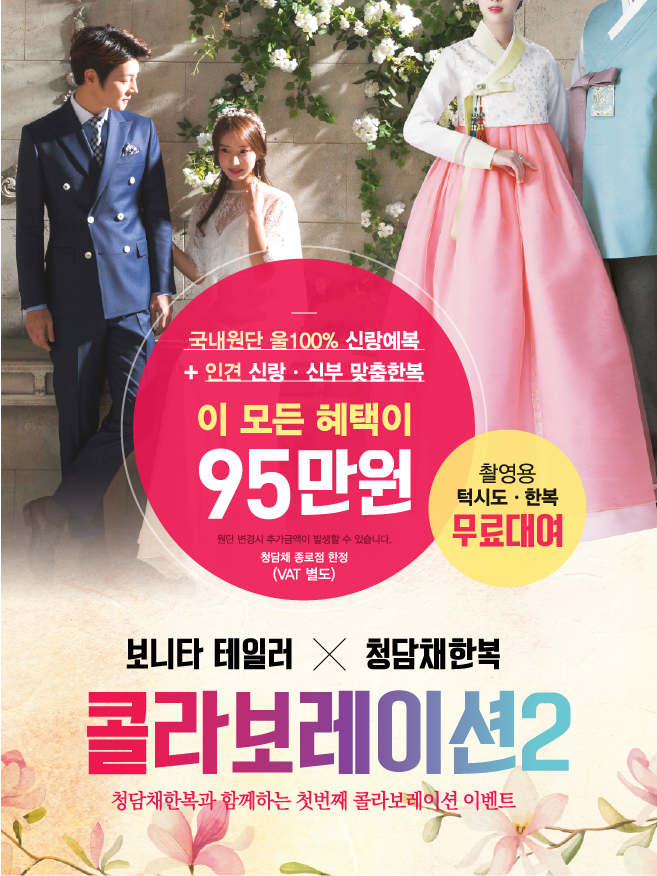 국내원단 울100% 신랑예복
+ 인견 신랑 · 신부 맞춤한복
이 모든 혜택이
95만원
원단 변경시 추가금액이 발생할 수 있습니다.
청담채 종로점 한정
(VAT 별도)
촬영용
턱시도 · 한복
무료대여
보니타 테일러 × 청담채한복
콜라보레이션2
청담채한복과 함께하는 첫번째 콜라보레이션 이벤트